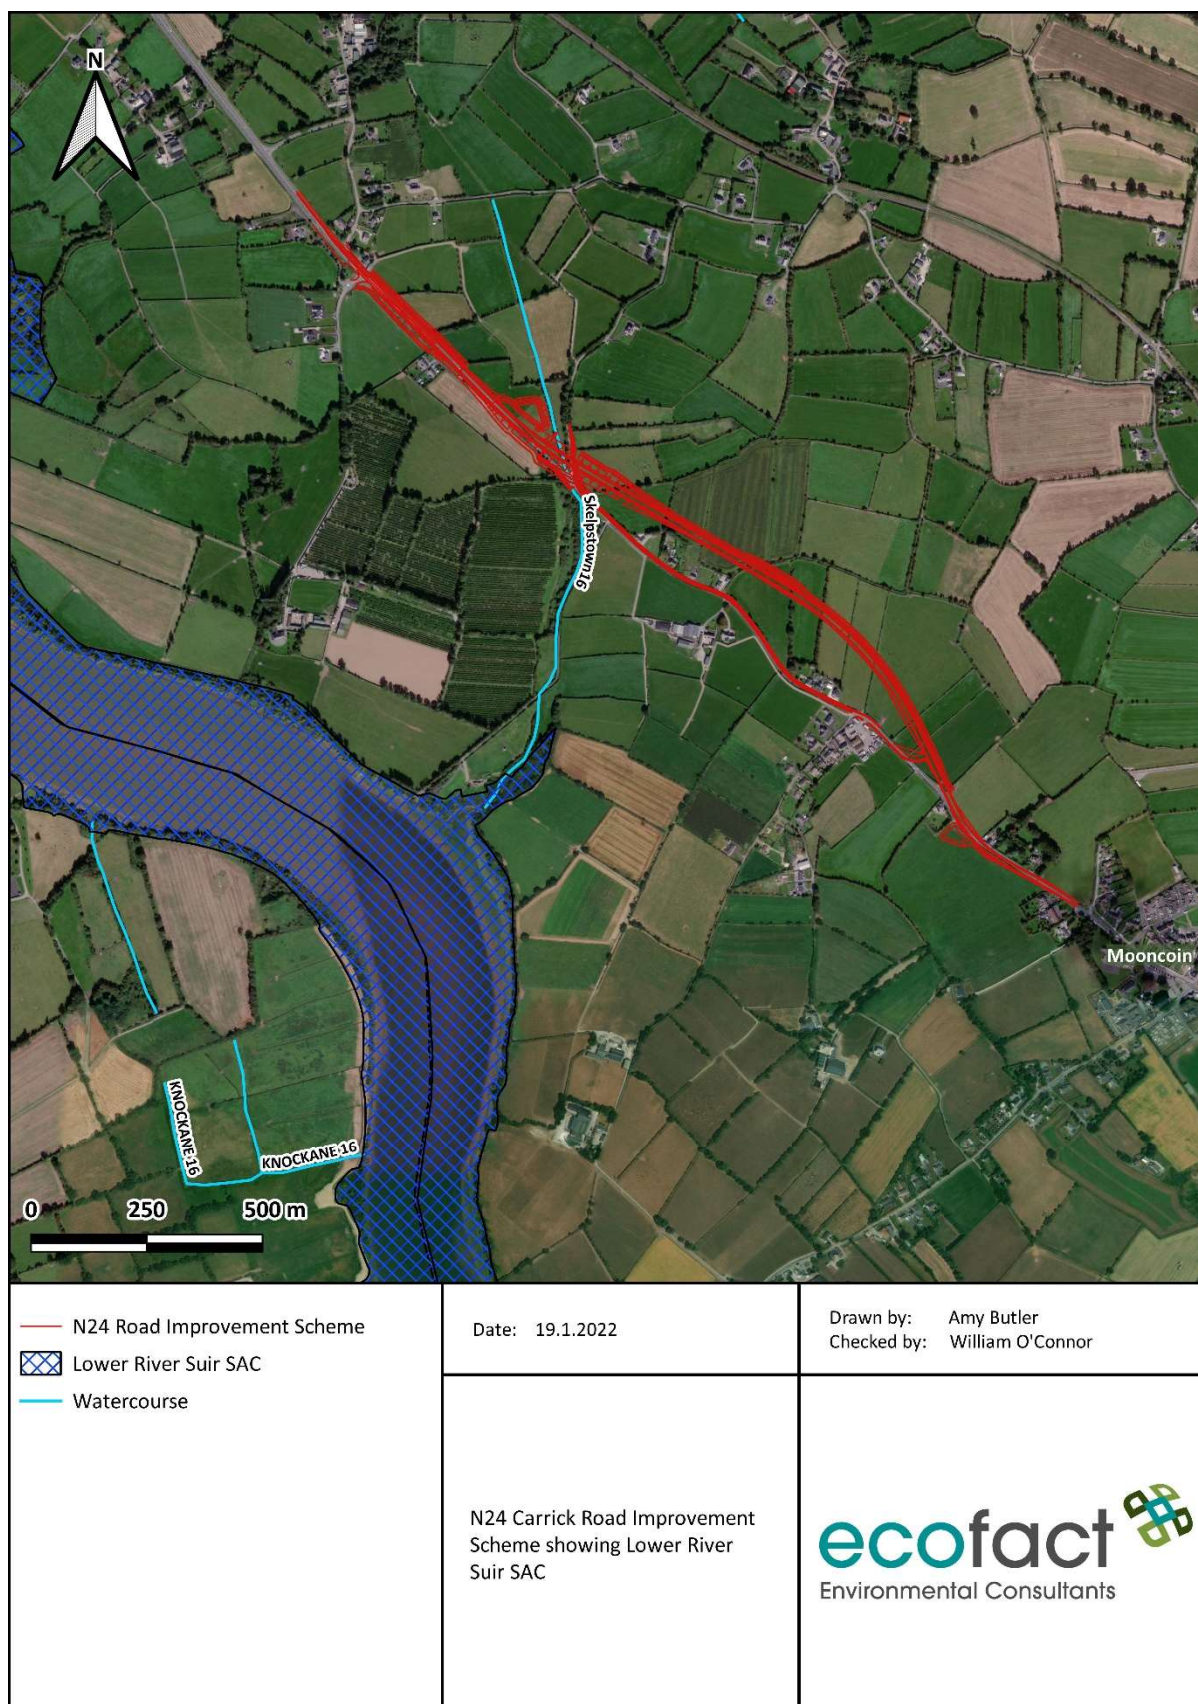 N
Skelpstown16
Mooncoin
KNOCKANE 16
KNOCKANE 16
0 250 500 m
N24 Road Improvement Scheme
Lower River Suir SAC
Watercourse
Date: 19.1.2022
Drawn by: Amy Butler
Checked by: William O'Connor
N24 Carrick Road Improvement
Scheme showing Lower River
Suir SAC
ecofact
Environmental Consultants